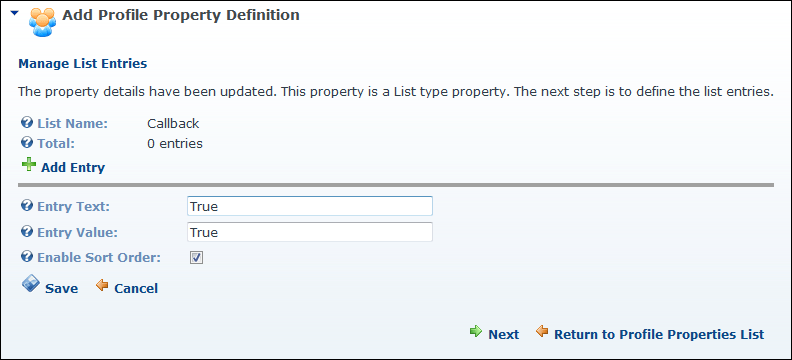 Add Profile Property Definition
Manage List Entries
The property details have been updated. This property is a List type property. The next step is to define the list entries.
List Name: Callback
Total: 0 entries
Add Entry
Entry Text: True
Entry Value: True
Enable Sort Order:
Save Cancel
Next Return to Profile Properties List